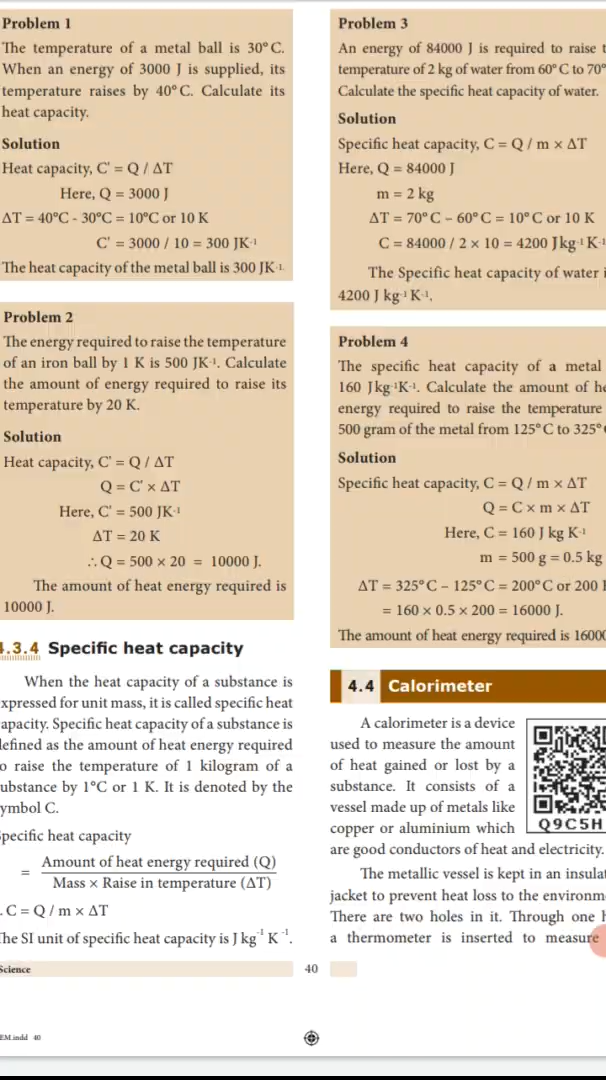 Problem 1
The temperature of a metal ball is 30°C.
When an energy of 3000 J is supplied, its
temperature raises by 40°C. Calculate its
heat capacity.
Solution
Heat capacity, C' = Q / ΔT
Here, Q = 3000 J
ΔT = 40°C - 30°C = 10°C or 10 K
C' = 3000 / 10 = 300 JK⁻¹
The heat capacity of the metal ball is 300 JK⁻¹.
Problem 2
The energy required to raise the temperature
of an iron ball by 1 K is 500 JK⁻¹. Calculate
the amount of energy required to raise its
temperature by 20 K.
Solution
Heat capacity, C' = Q / ΔT
Q = C' × ΔT
Here, C' = 500 JK⁻¹
ΔT = 20 K
∴ Q = 500 × 20 = 10000 J.
The amount of heat energy required is
10000 J.
4.3.4 Specific heat capacity
When the heat capacity of a substance is
expressed for unit mass, it is called specific heat
capacity. Specific heat capacity of a substance is
defined as the amount of heat energy required
to raise the temperature of 1 kilogram of a
substance by 1°C or 1 K. It is denoted by the
symbol C.
Specific heat capacity
= Amount of heat energy required (Q)
Mass × Raise in temperature (ΔT)
. C = Q / m × ΔT
The SI unit of specific heat capacity is J kg⁻¹ K⁻¹.
Problem 3
An energy of 84000 J is required to raise
temperature of 2 kg of water from 60°C to 70°
Calculate the specific heat capacity of water.
Solution
Specific heat capacity, C = Q / m × ΔT
Here, Q = 84000 J
m = 2 kg
ΔT = 70°C – 60°C = 10°C or 10 K
C = 84000 / 2 × 10 = 4200 J kg⁻¹ K⁻¹
The Specific heat capacity of water
4200 J kg⁻¹ K⁻¹.
Problem 4
The specific heat capacity of a metal
160 J kg⁻¹K⁻¹. Calculate the amount of
energy required to raise the temperature
500 gram of the metal from 125°C to 325°
Solution
Specific heat capacity, C = Q / m × ΔT
Q = C × m × ΔT
Here, C = 160 J kg K⁻¹
m = 500 g = 0.5 kg
ΔT = 325°C – 125°C = 200°C or 200
= 160 × 0.5 × 200 = 16000 J.
The amount of heat energy required is 16000
4.4 Calorimeter
A calorimeter is a device
used to measure the amount
of heat gained or lost by a
substance. It consists of a
vessel made up of metals like
copper or aluminium which
are good conductors of heat and electricity.
Q9C5H
The metallic vessel is kept in an
jacket to prevent heat loss to the
There are two holes in it. Through one
a thermometer is inserted to measure
Science
40
EM.indd 40